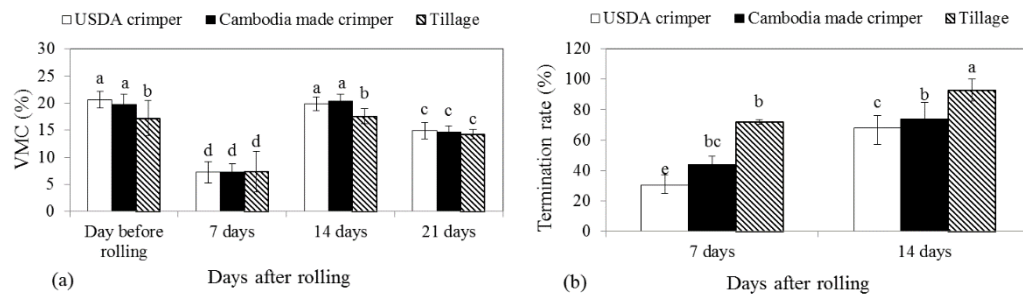 USDA crimper Cambodia made crimper Tillage
30
25
20
15
10
5
0
VMC (%)
a a b
d d d
a a b
c c c
Day before rolling
7 days
14 days
21 days
(a)
Days after rolling
USDA crimper Cambodia made crimper Tillage
120
100
80
60
40
20
0
Termination rate (%)
e bc b
c b a
7 days
14 days
(b)
Days after rolling